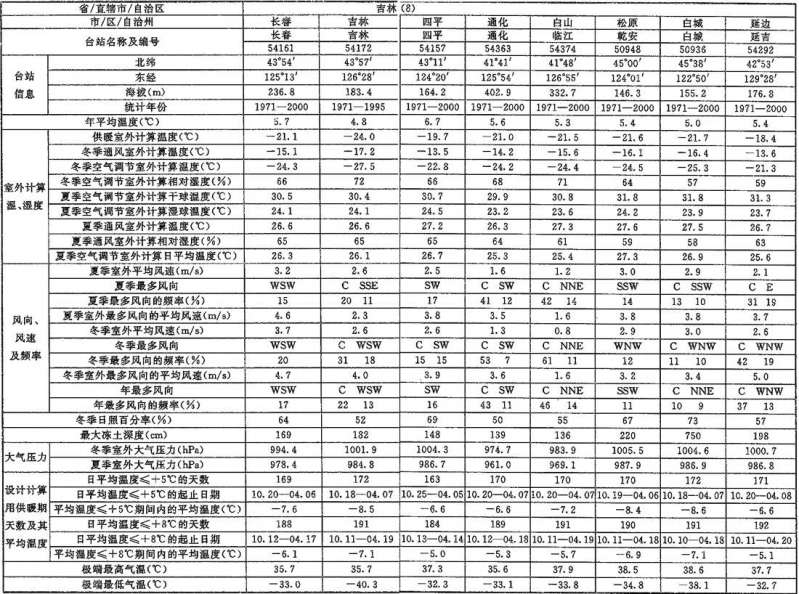 省/直辖市/自治区 吉林(8)
市/区/自治州 长春 吉林 四平 通化 白山 松原 白城 延边
台站名称及编号 长春 吉林 四平 通化 临江 乾安 白城 延吉
54161 54172 54157 54363 54374 50948 50936 54292
台站信息 北纬 43°54′ 43°57′ 43°11′ 41°41′ 41°48′ 45°00′ 45°38′ 42°53′
东经 125°13′ 126°28′ 124°20′ 125°54′ 126°55′ 124°01′ 122°50′ 129°28′
海拔(m) 236.8 183.4 164.2 402.9 332.7 146.3 155.2 176.8
统计年份 1971—2000 1971—1995 1971—2000 1971—2000 1971—2000 1971—2000 1971—2000 1971—2000
年平均温度(℃) 5.7 4.8 6.7 5.6 5.3 5.4 5.0 5.4
室外计算温、湿度 供暖室外计算温度(℃) −21.1 −24.0 −19.7 −21.0 −21.5 −21.6 −21.7 −18.4
冬季通风室外计算温度(℃) −15.1 −17.2 −13.5 −14.2 −15.6 −16.1 −16.4 −13.6
冬季空气调节室外计算温度(℃) −24.3 −27.5 −22.8 −24.2 −24.4 −24.5 −25.3 −21.3
冬季空气调节室外计算相对湿度(%) 66 72 66 68 71 64 57 59
夏季空气调节室外计算干球温度(℃) 30.5 30.4 30.7 29.9 30.8 31.8 31.8 31.3
夏季空气调节室外计算湿球温度(℃) 24.1 24.1 24.5 23.2 23.6 24.2 23.9 23.7
夏季通风室外计算温度(℃) 26.6 26.6 27.2 26.3 27.3 27.6 27.5 26.7
夏季通风室外计算相对湿度(%) 65 65 65 64 61 59 58 63
夏季空气调节室外计算日平均温度(℃) 26.3 26.1 26.7 25.3 25.4 27.3 26.9 25.6
风向、风速及频率 夏季室外平均风速(m/s) 3.2 2.6 2.5 1.6 1.2 3.0 2.9 2.1
夏季最多风向 WSW C SSE SW C SW C NNE SSW C SSW C E
夏季最多风向的频率(%) 15 20 11 17 41 12 42 14 14 13 10 31 19
夏季室外最多风向的平均风速(m/s) 4.6 2.3 3.8 3.5 1.6 3.8 3.8 3.7
冬季室外平均风速(m/s) 3.7 2.6 2.6 1.3 0.8 2.9 3.0 2.6
冬季最多风向 WSW C WSW C SW C SW C NNE WNW C WNW C WNW
冬季最多风向的频率(%) 20 31 18 15 15 53 7 61 11 12 11 10 42 19
冬季室外最多风向的平均风速(m/s) 4.7 4.0 3.9 3.6 1.6 3.2 3.4 5.0
年最多风向 WSW C WSW SW C SW C NNE SSW C NNE C WNW
年最多风向的频率(%) 17 22 13 16 43 11 46 14 11 10 9 37 13
冬季日照百分率(%) 64 52 69 50 55 67 73 57
最大冻土深度(cm) 169 182 148 139 136 220 750 198
大气压力 冬季室外大气压力(hPa) 994.4 1001.9 1004.3 974.7 983.9 1005.5 1004.6 1000.7
夏季室外大气压力(hPa) 978.4 984.8 986.7 961.0 969.1 987.9 986.9 986.8
设计计算用供暖期天数及其平均温度 日平均温度≤+5℃的天数 169 172 163 170 170 170 172 171
日平均温度≤+5℃的起止日期 10.20—04.06 10.18—04.07 10.25—04.05 10.20—04.07 10.20—04.07 10.19—04.06 10.18—04.07 10.20—04.08
平均温度≤+5℃期间内的平均温度(℃) −7.6 −8.5 −6.6 −6.6 −7.2 −8.4 −8.6 −6.6
日平均温度≤+8℃的天数 188 191 184 189 191 190 191 192
日平均温度≤+8℃的起止日期 10.12—04.17 10.11—04.19 10.13—04.14 10.12—04.18 10.11—04.19 10.11—04.18 10.10—04.18 10.11—04.20
平均温度≤+8℃期间内的平均温度(℃) −6.1 −7.1 −5.0 −5.3 −5.7 −6.9 −7.1 −5.1
极端最高气温(℃) 35.7 35.7 37.3 35.6 37.9 38.5 38.6 37.7
极端最低气温(℃) −33.0 −40.3 −32.3 −33.1 −33.8 −34.8 −38.1 −32.7